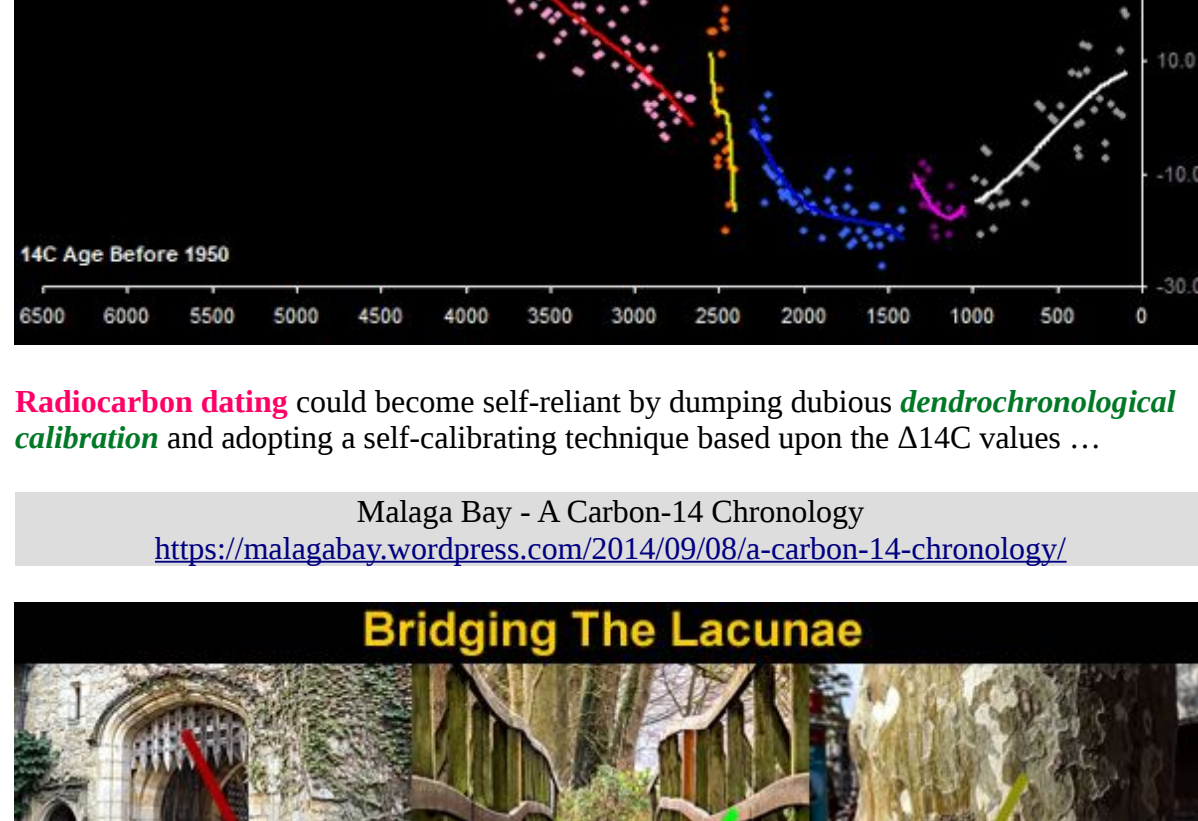 10.0
-10.0
14C Age Before 1950
-30.0
6500 6000 5500 5000 4500 4000 3500 3000 2500 2000 1500 1000 500 0
Radiocarbon dating could become self-reliant by dumping dubious dendrochronological
calibration and adopting a self-calibrating technique based upon the Δ14C values …
Malaga Bay - A Carbon-14 Chronology
https://malagabay.wordpress.com/2014/09/08/a-carbon-14-chronology/
Bridging The Lacunae